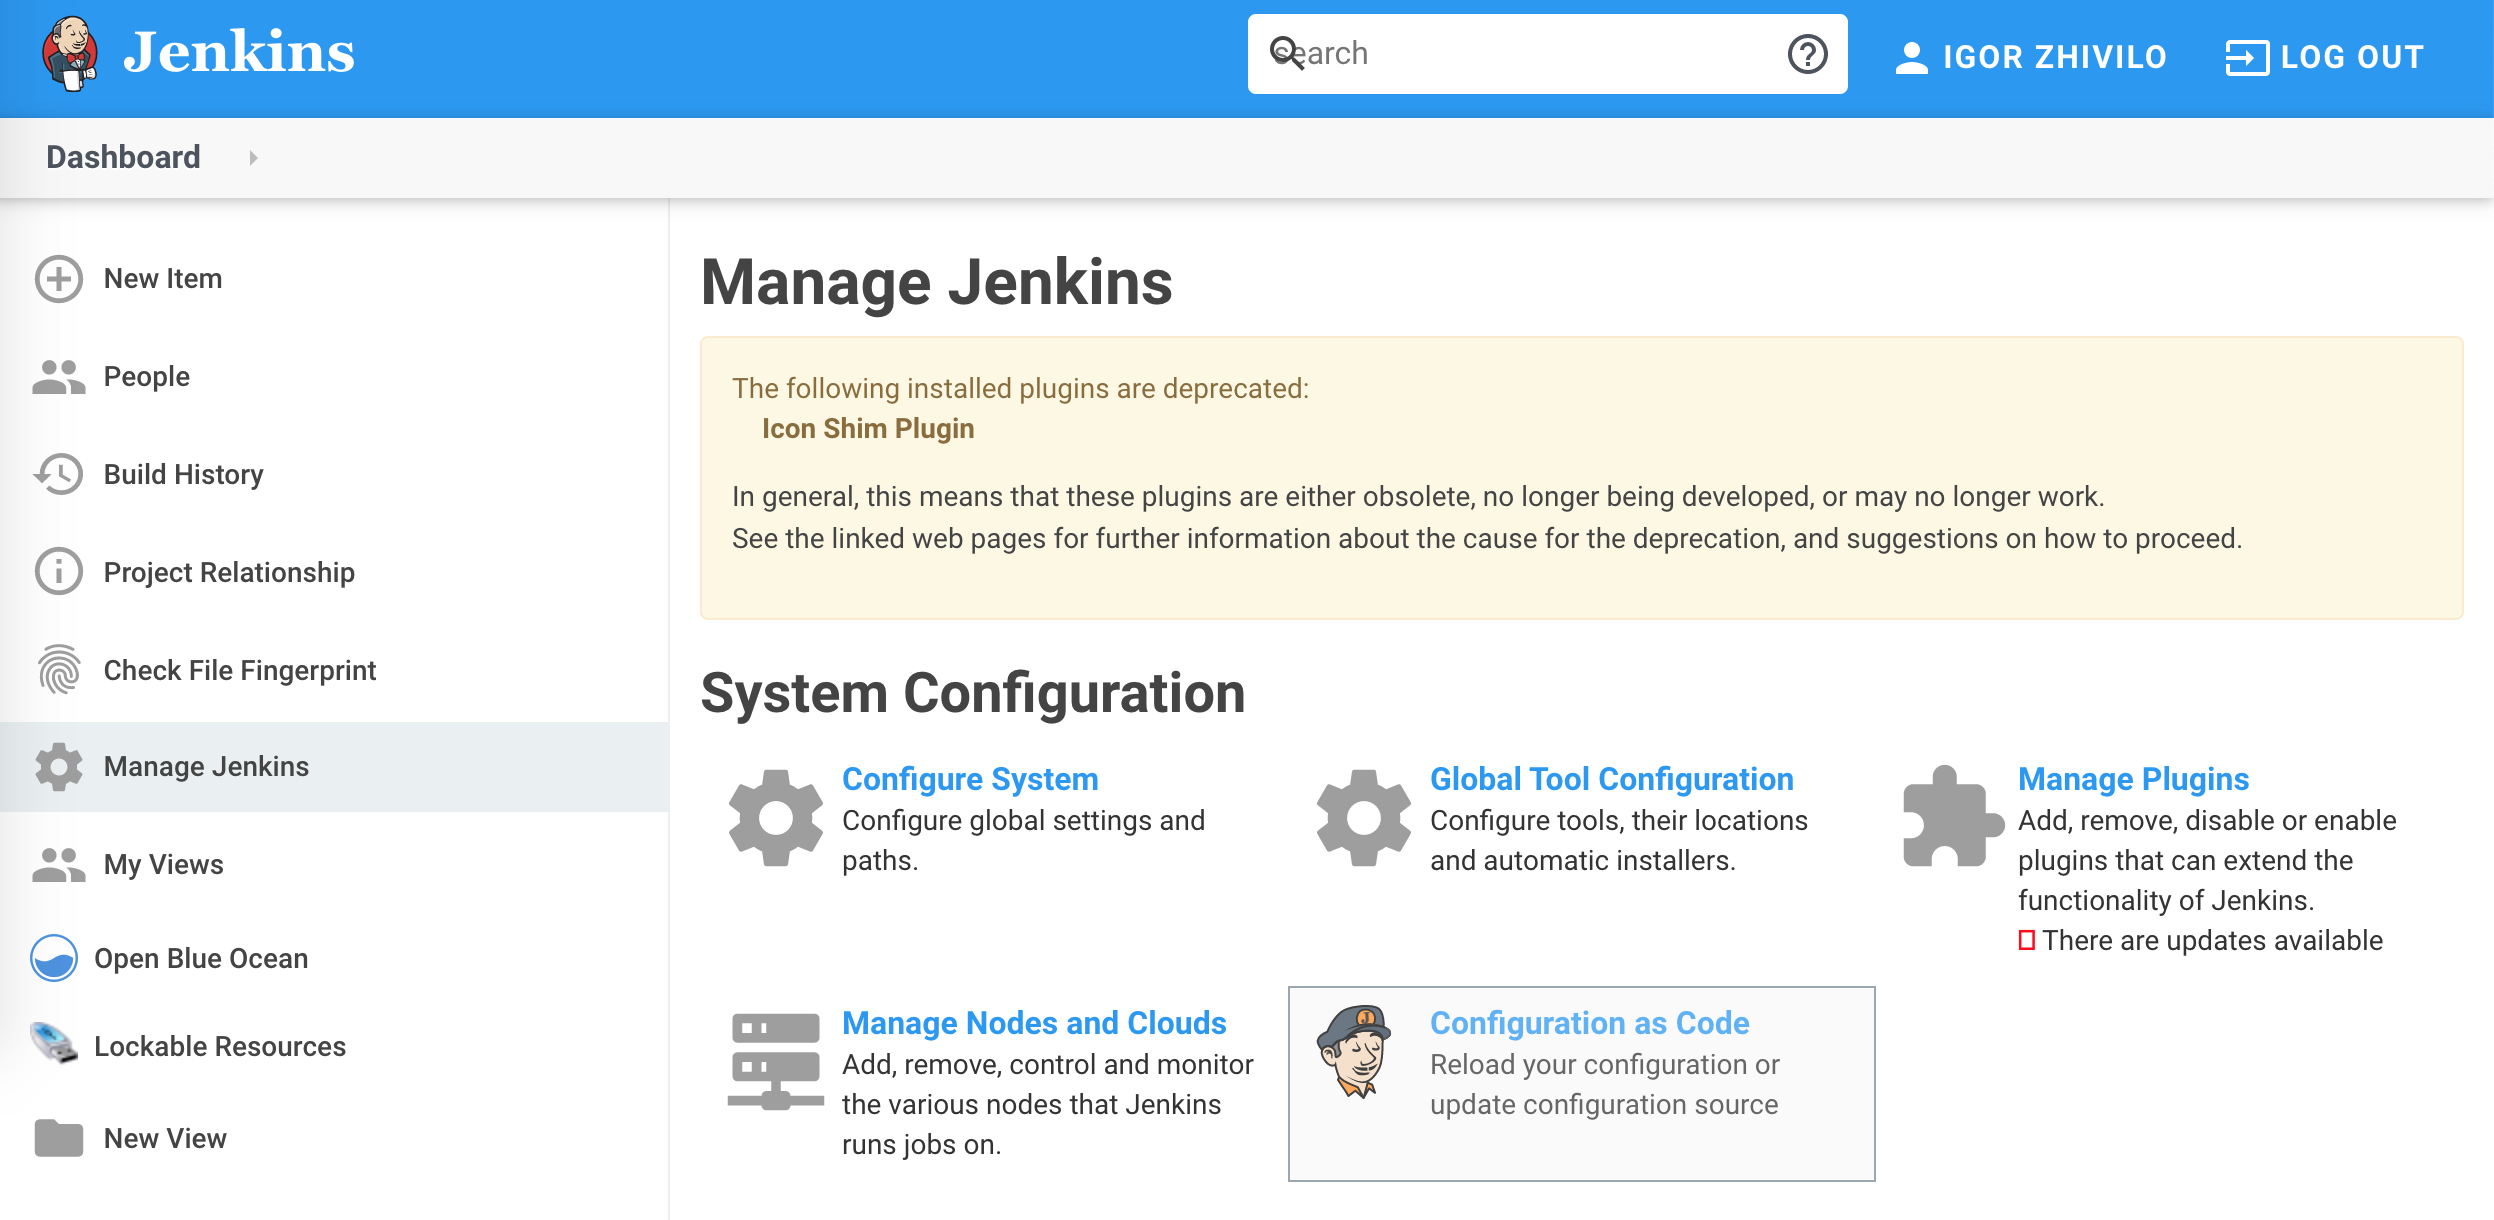 Jenkins
search
IGOR ZHIVILO
LOG OUT
Dashboard
New Item
People
Build History
Project Relationship
Check File Fingerprint
Manage Jenkins
My Views
Open Blue Ocean
Lockable Resources
New View
Manage Jenkins
The following installed plugins are deprecated:
Icon Shim Plugin
In general, this means that these plugins are either obsolete, no longer being developed, or may no longer work.
See the linked web pages for further information about the cause for the deprecation, and suggestions on how to proceed.
System Configuration
Configure System
Configure global settings and
paths.
Global Tool Configuration
Configure tools, their locations
and automatic installers.
Manage Plugins
Add, remove, disable or enable
plugins that can extend the
functionality of Jenkins.
There are updates available
Manage Nodes and Clouds
Add, remove, control and monitor
the various nodes that Jenkins
runs jobs on.
Configuration as Code
Reload your configuration or
update configuration source